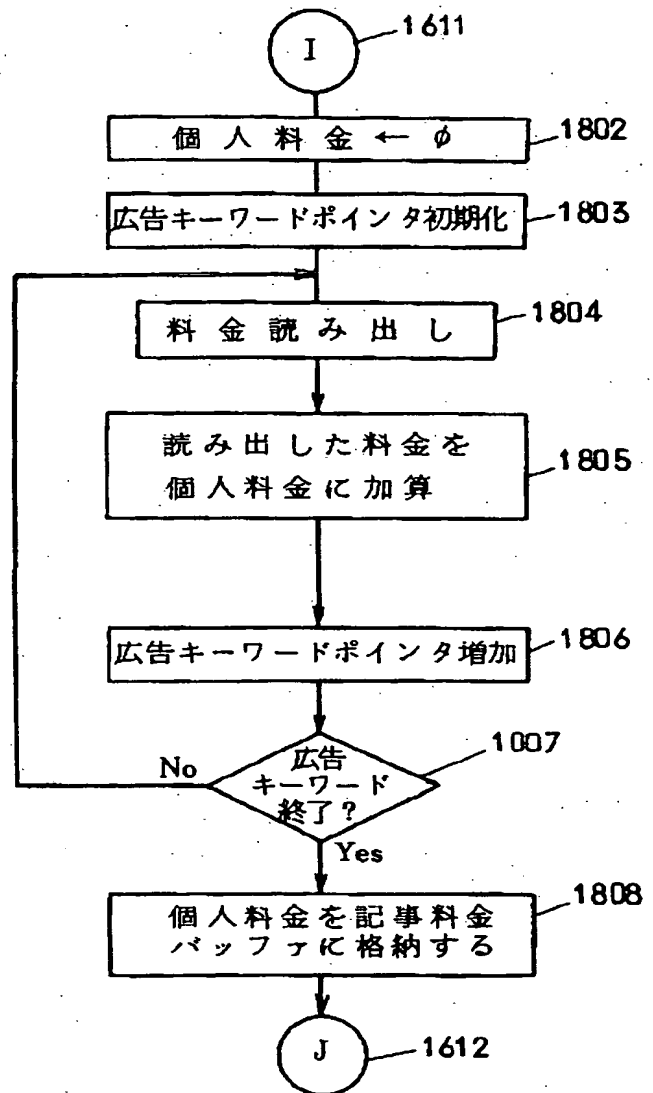 I
1611
個人料金 ← φ
1802
広告キーワードポインタ初期化
1803
料金読み出し
1804
読み出した料金を
個人料金に加算
1805
広告キーワードポインタ増加
1806
広告
キーワード
終了?
1007
No
Yes
個人料金を記事料金
バッファに格納する
1808
J
1612